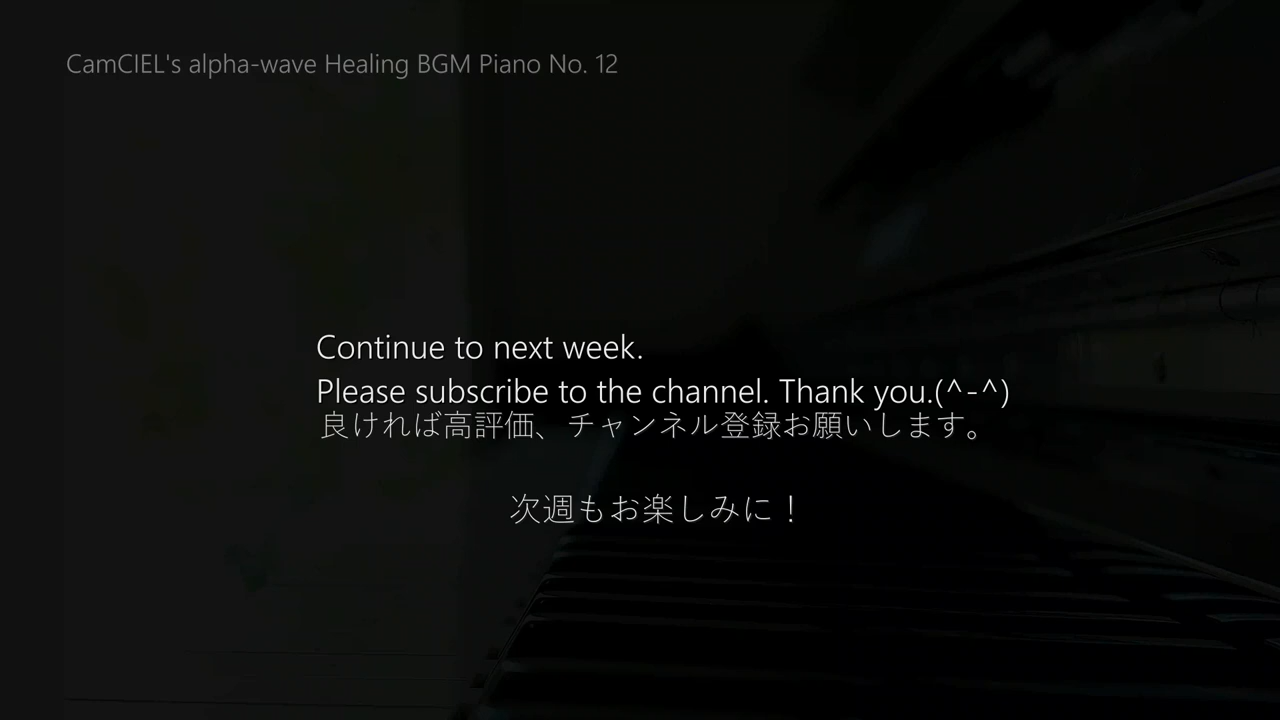 CamCIEL's alpha-wave Healing BGM Piano No. 12
Continue to next week.
Please subscribe to the channel. Thank you.(^-^)
良ければ高評価、チャンネル登録お願いします。
次週もお楽しみに！